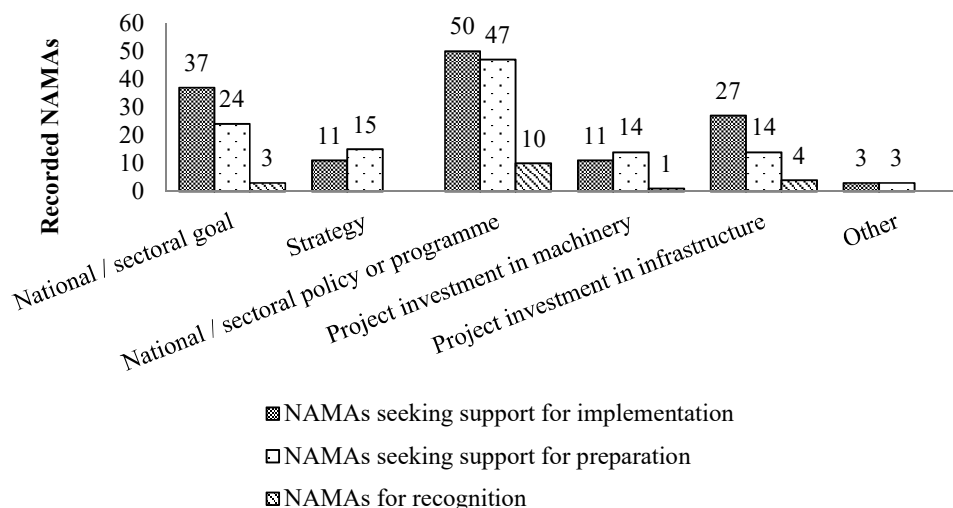 Recorded NAMAs
60
50
40
30
20
10
0
37
24
3
11
15
50
47
10
11
14
1
27
14
4
3
3
National / sectoral goal
Strategy
National / sectoral policy or programme
Project investment in machinery
Project investment in infrastructure
Other
NAMAs seeking support for implementation
NAMAs seeking support for preparation
NAMAs for recognition